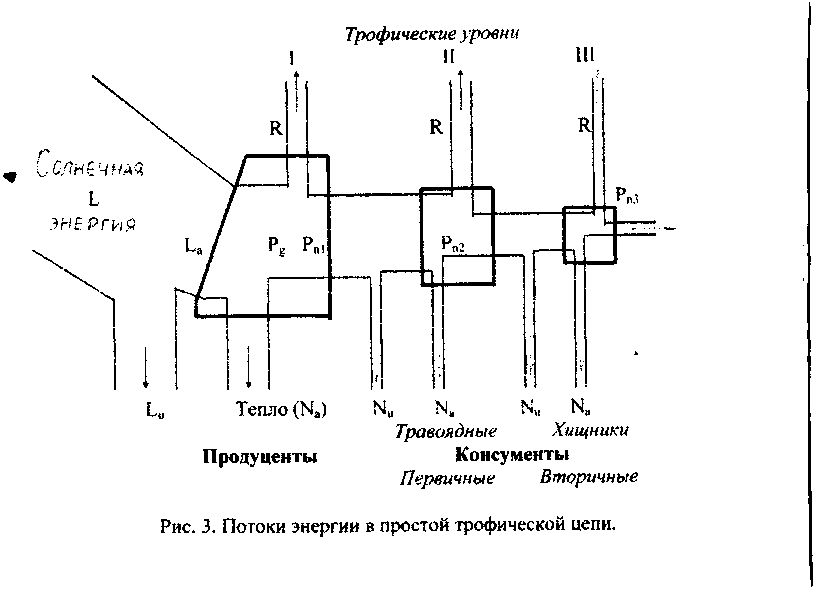 Трофические уровни
I II III
R R R
Солнечная
L
энергия
Pn3
La Pg Pn1 Pn2
Lu Тепло (Na) Nu Na Nu Na
Травоядные Хищники
Продуценты Консументы
Первичные Вторичные
Рис. 3. Потоки энергии в простой трофической цепи.